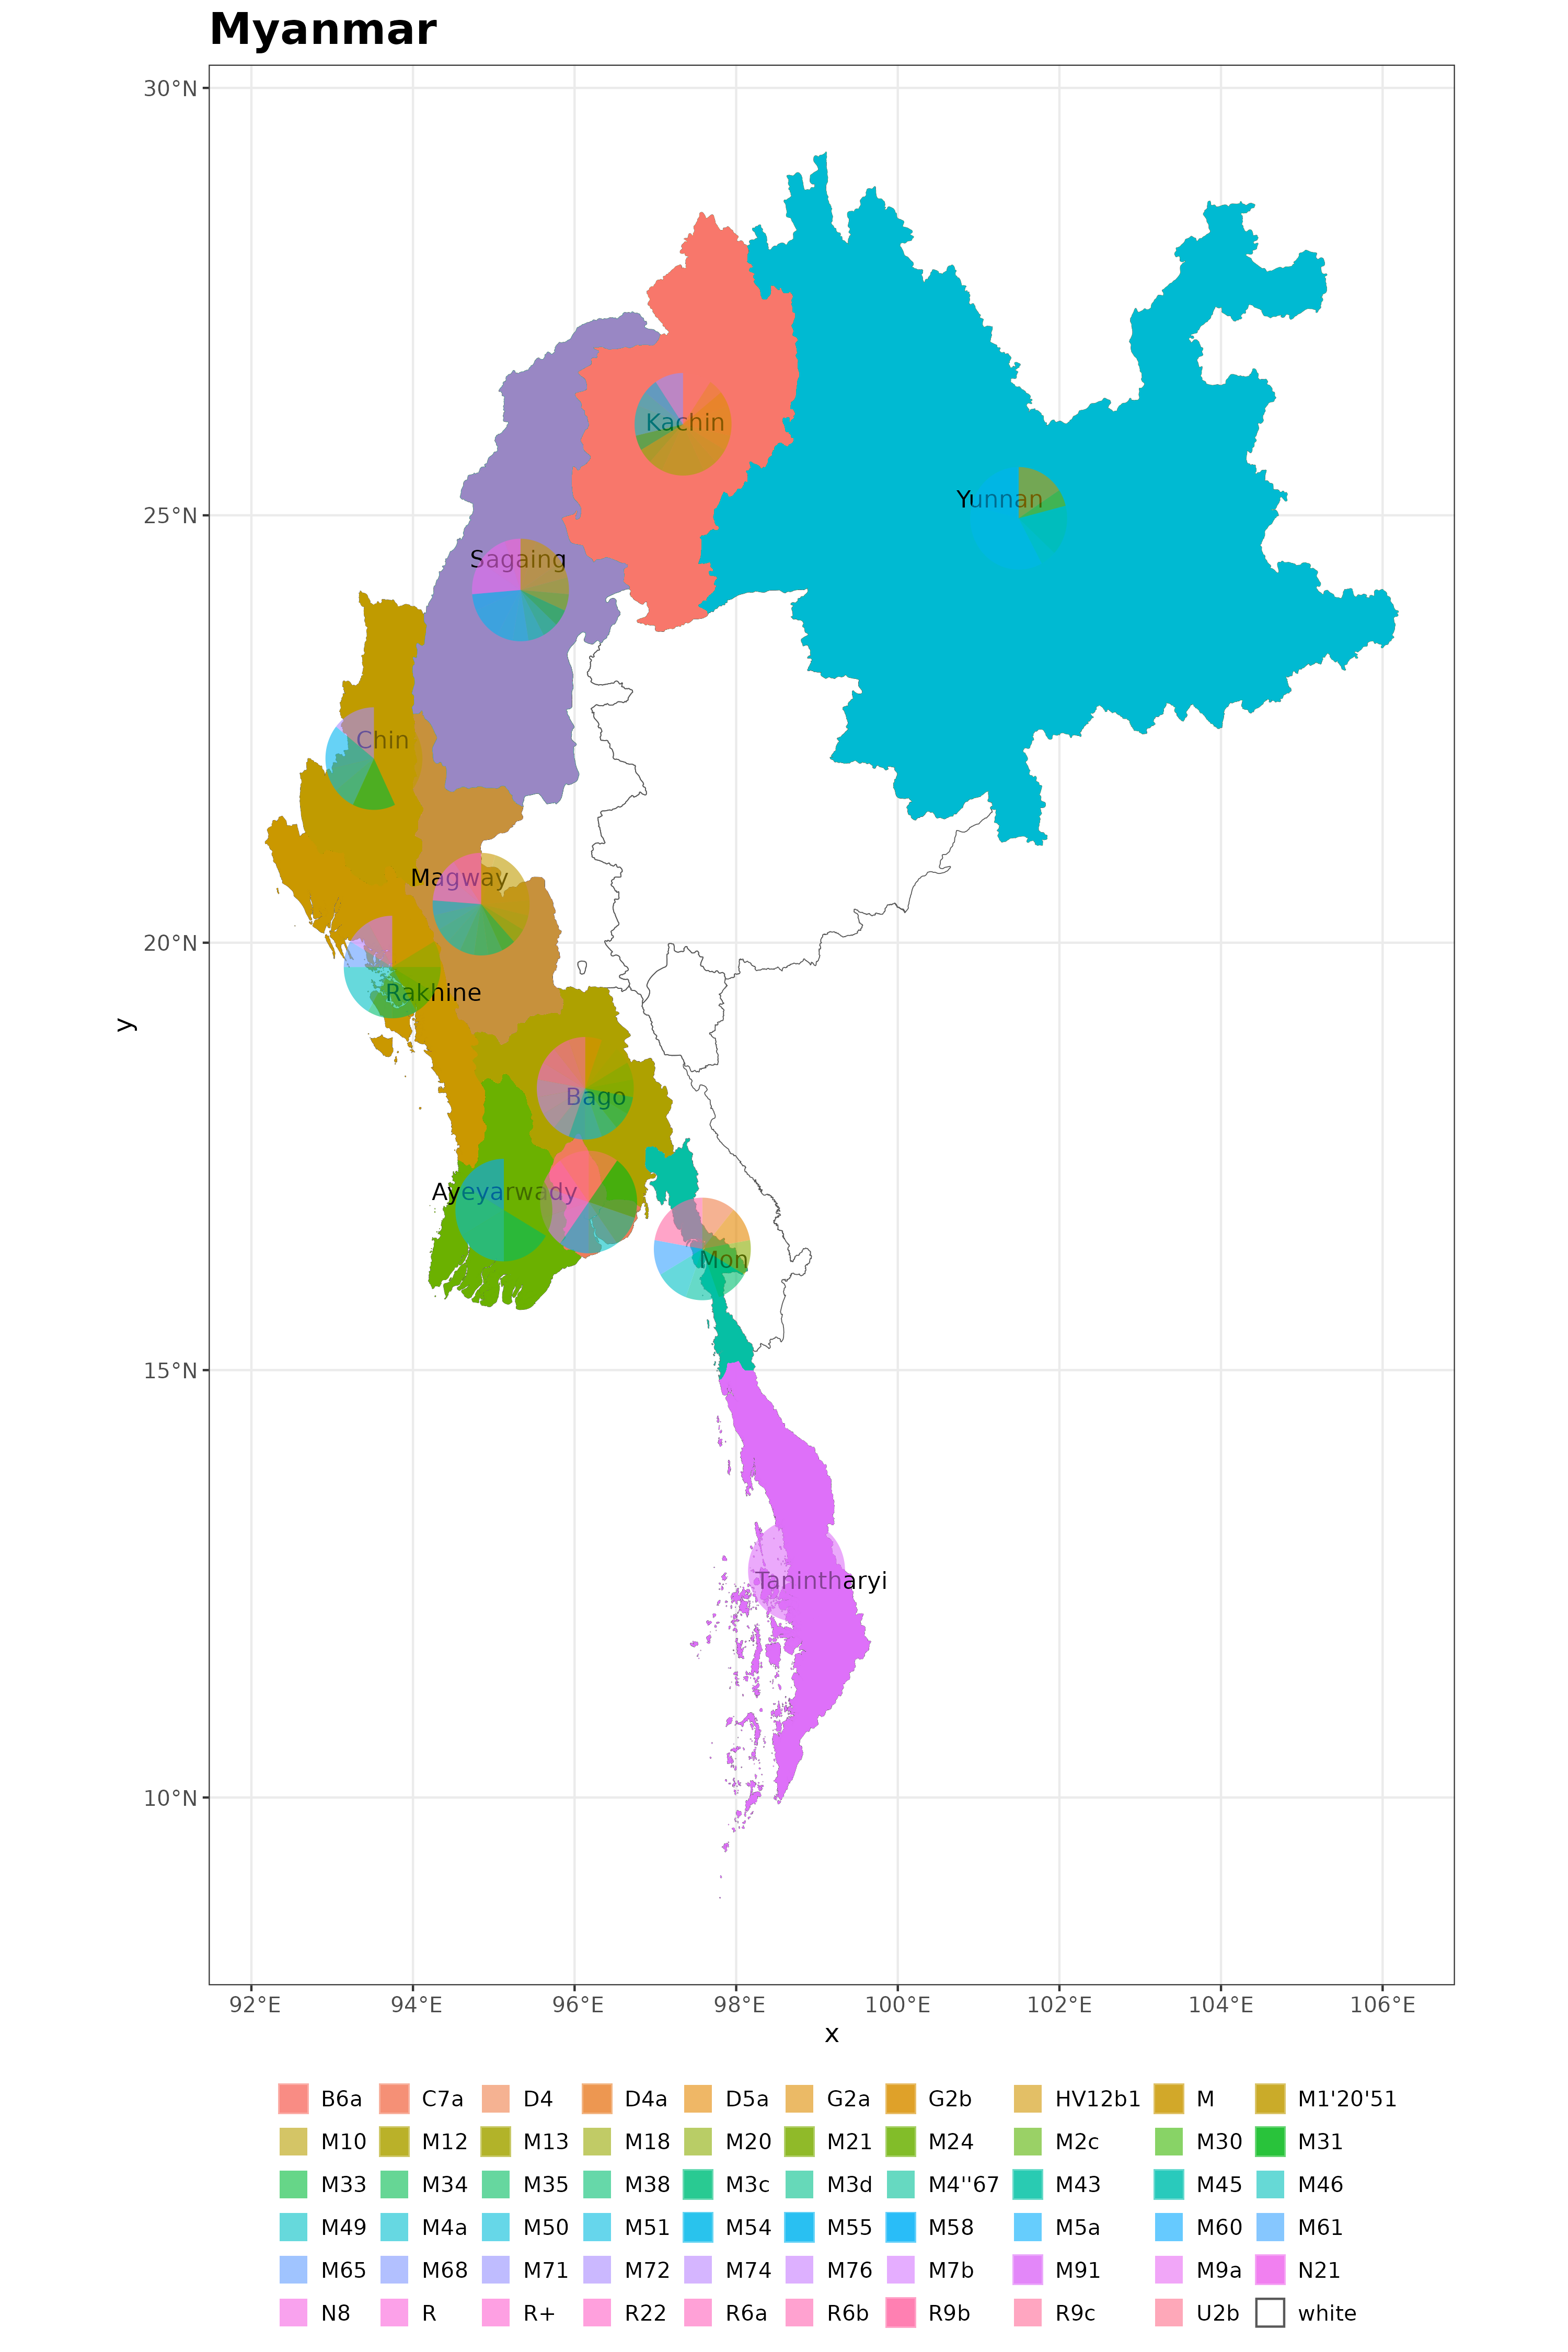 Myanmar
30°N
Kachin
25°N
Yunnan
Sagaing
Chin
Magway
20°N
Rakhine
y
Bago
Ayeyarwady
Mon
15°N
Tanintharyi
10°N
92°E 94°E 96°E 98°E 100°E 102°E 104°E 106°E
x
B6a C7a D4 D4a D5a G2a G2b HV12b1 M M1'20'51
M10 M12 M13 M18 M20 M21 M24 M2c M30 M31
M33 M34 M35 M38 M3c M3d M4''67 M43 M45 M46
M49 M4a M50 M51 M54 M55 M58 M5a M60 M61
M65 M68 M71 M72 M74 M76 M7b M91 M9a N21
N8 R R+ R22 R6a R6b R9b R9c U2b white